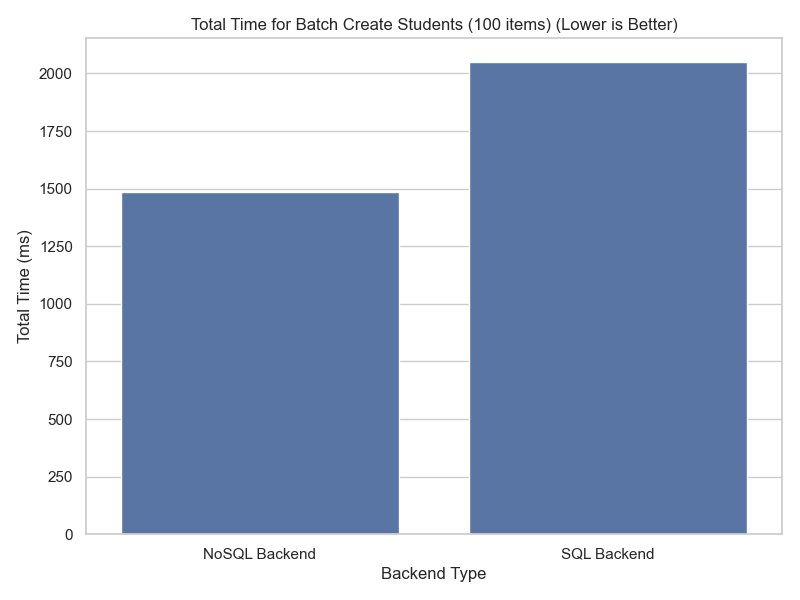 Total Time for Batch Create Students (100 items) (Lower is Better)
2000
1750
1500
1250
1000
750
500
250
0
Total Time (ms)
NoSQL Backend
SQL Backend
Backend Type